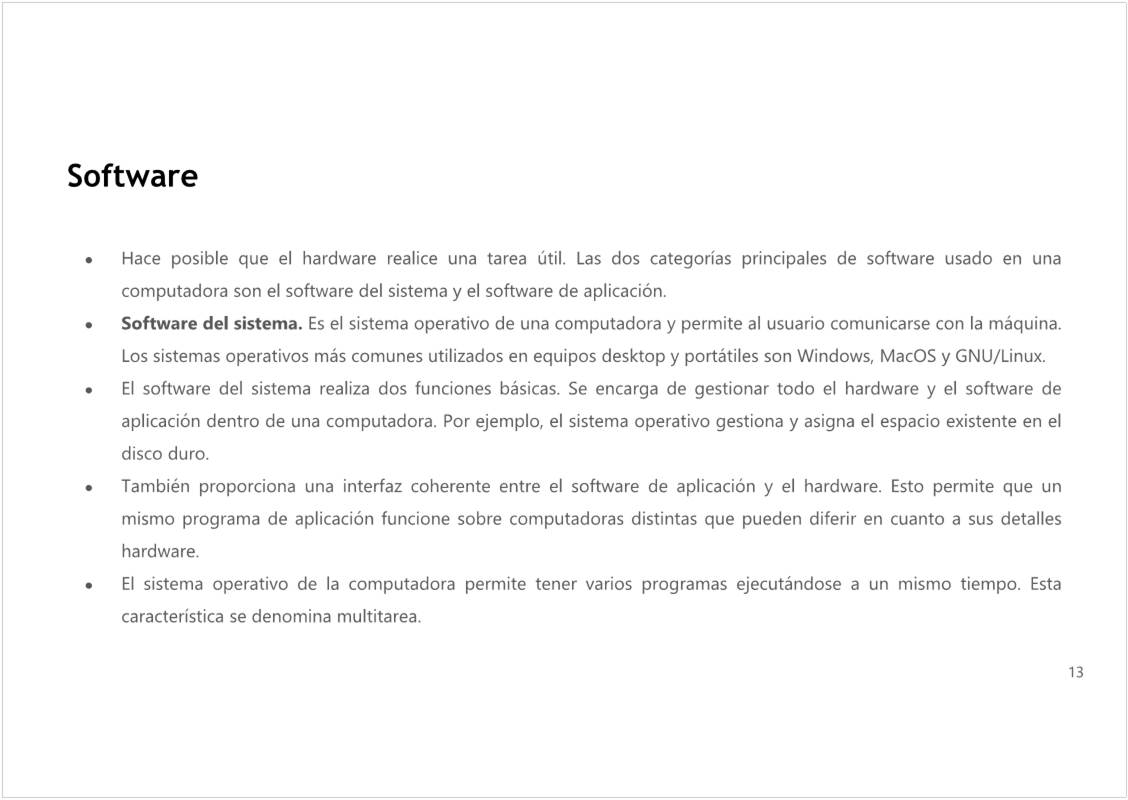 Software
● Hace posible que el hardware realice una tarea útil. Las dos categorías principales de software usado en una
computadora son el software del sistema y el software de aplicación.
● Software del sistema. Es el sistema operativo de una computadora y permite al usuario comunicarse con la máquina.
Los sistemas operativos más comunes utilizados en equipos desktop y portátiles son Windows, MacOS y GNU/Linux.
● El software del sistema realiza dos funciones básicas. Se encarga de gestionar todo el hardware y el software de
aplicación dentro de una computadora. Por ejemplo, el sistema operativo gestiona y asigna el espacio existente en el
disco duro.
● También proporciona una interfaz coherente entre el software de aplicación y el hardware. Esto permite que un
mismo programa de aplicación funcione sobre computadoras distintas que pueden diferir en cuanto a sus detalles
hardware.
● El sistema operativo de la computadora permite tener varios programas ejecutándose a un mismo tiempo. Esta
característica se denomina multitarea.
13